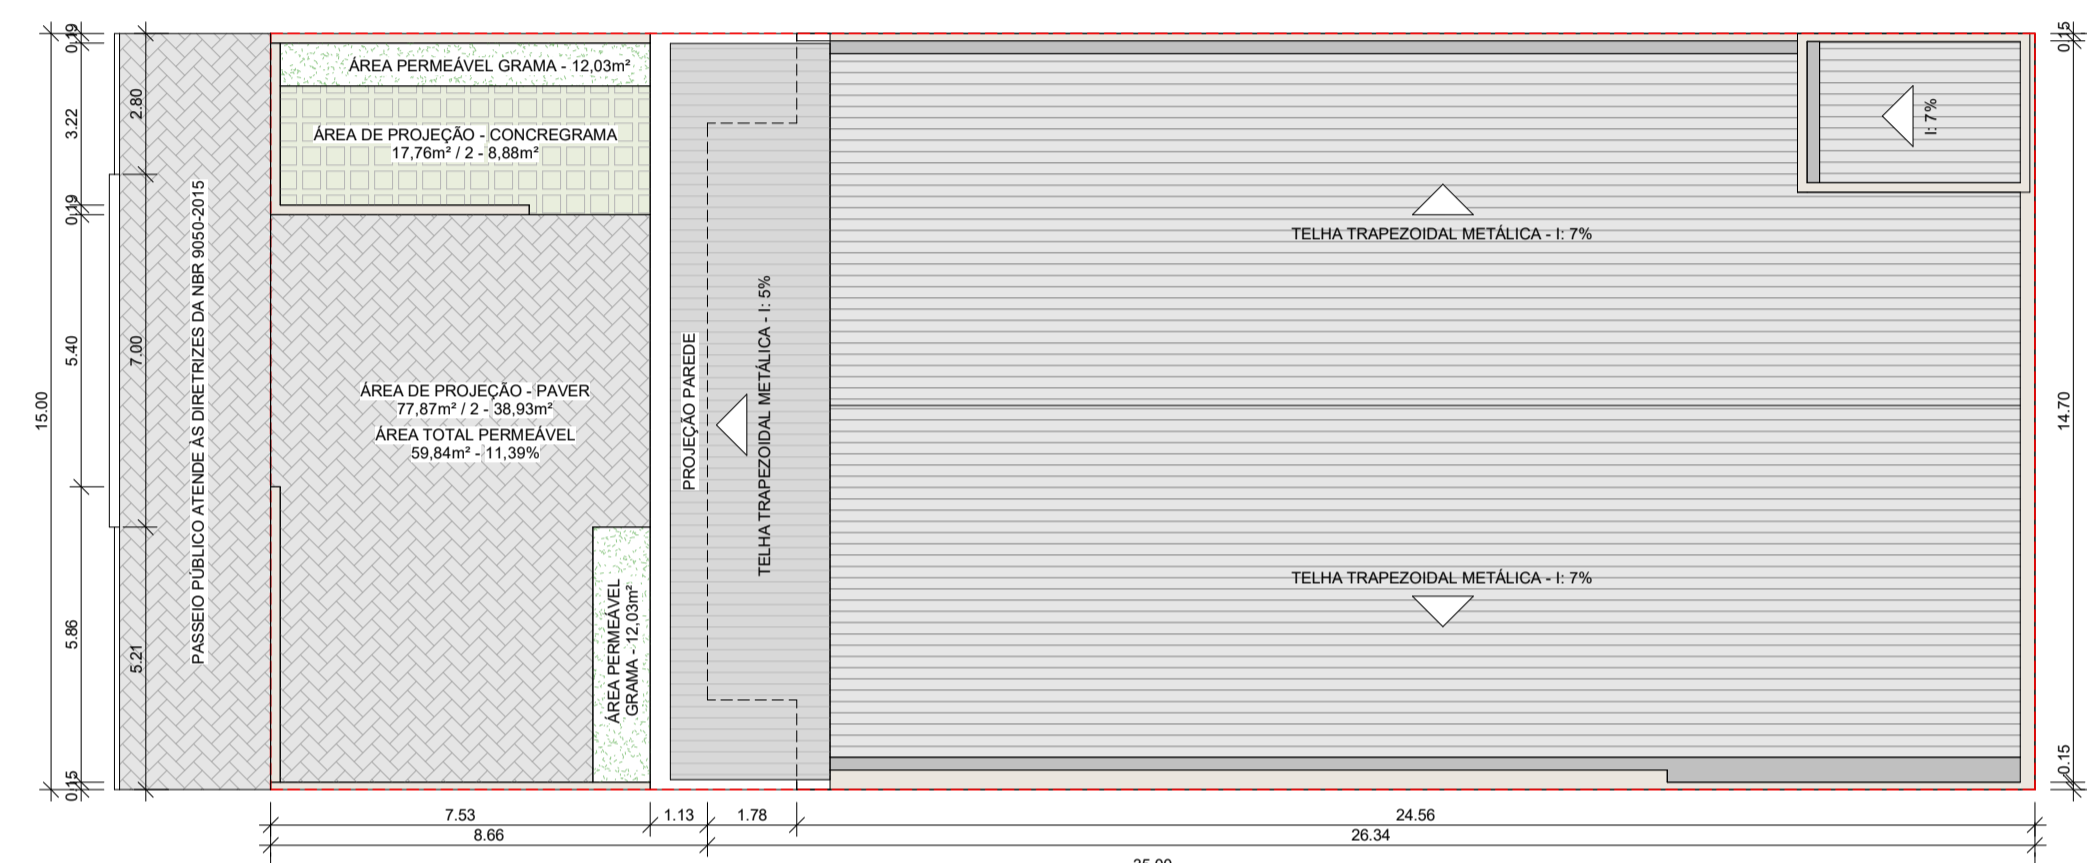 ÁREA PERMEÁVEL GRAMA - 12,03m²
ÁREA DE PROJEÇÃO - CONCREGRAMA
17,76m² / 2 - 8,88m²
PASSEIO PÚBLICO ATENDE ÀS DIRETRIZES DA NBR 9050-2015
ÁREA DE PROJEÇÃO - PAVER
77,87m² / 2 - 38,93m²
ÁREA TOTAL PERMEÁVEL
59,84m² - 11,39%
ÁREA PERMEÁVEL
GRAMA - 12,03m²
PROJEÇÃO PAREDE
TELHA TRAPEZOIDAL METÁLICA - I: 5%
TELHA TRAPEZOIDAL METÁLICA - I: 7%
TELHA TRAPEZOIDAL METÁLICA - I: 7%
I: 7%
15.00
0.19
3.22
0.19
5.40
5.86
0.15
2.80
7.00
5.21
0.15
14.70
0.15
7.53
1.13
1.78
24.56
8.66
26.34